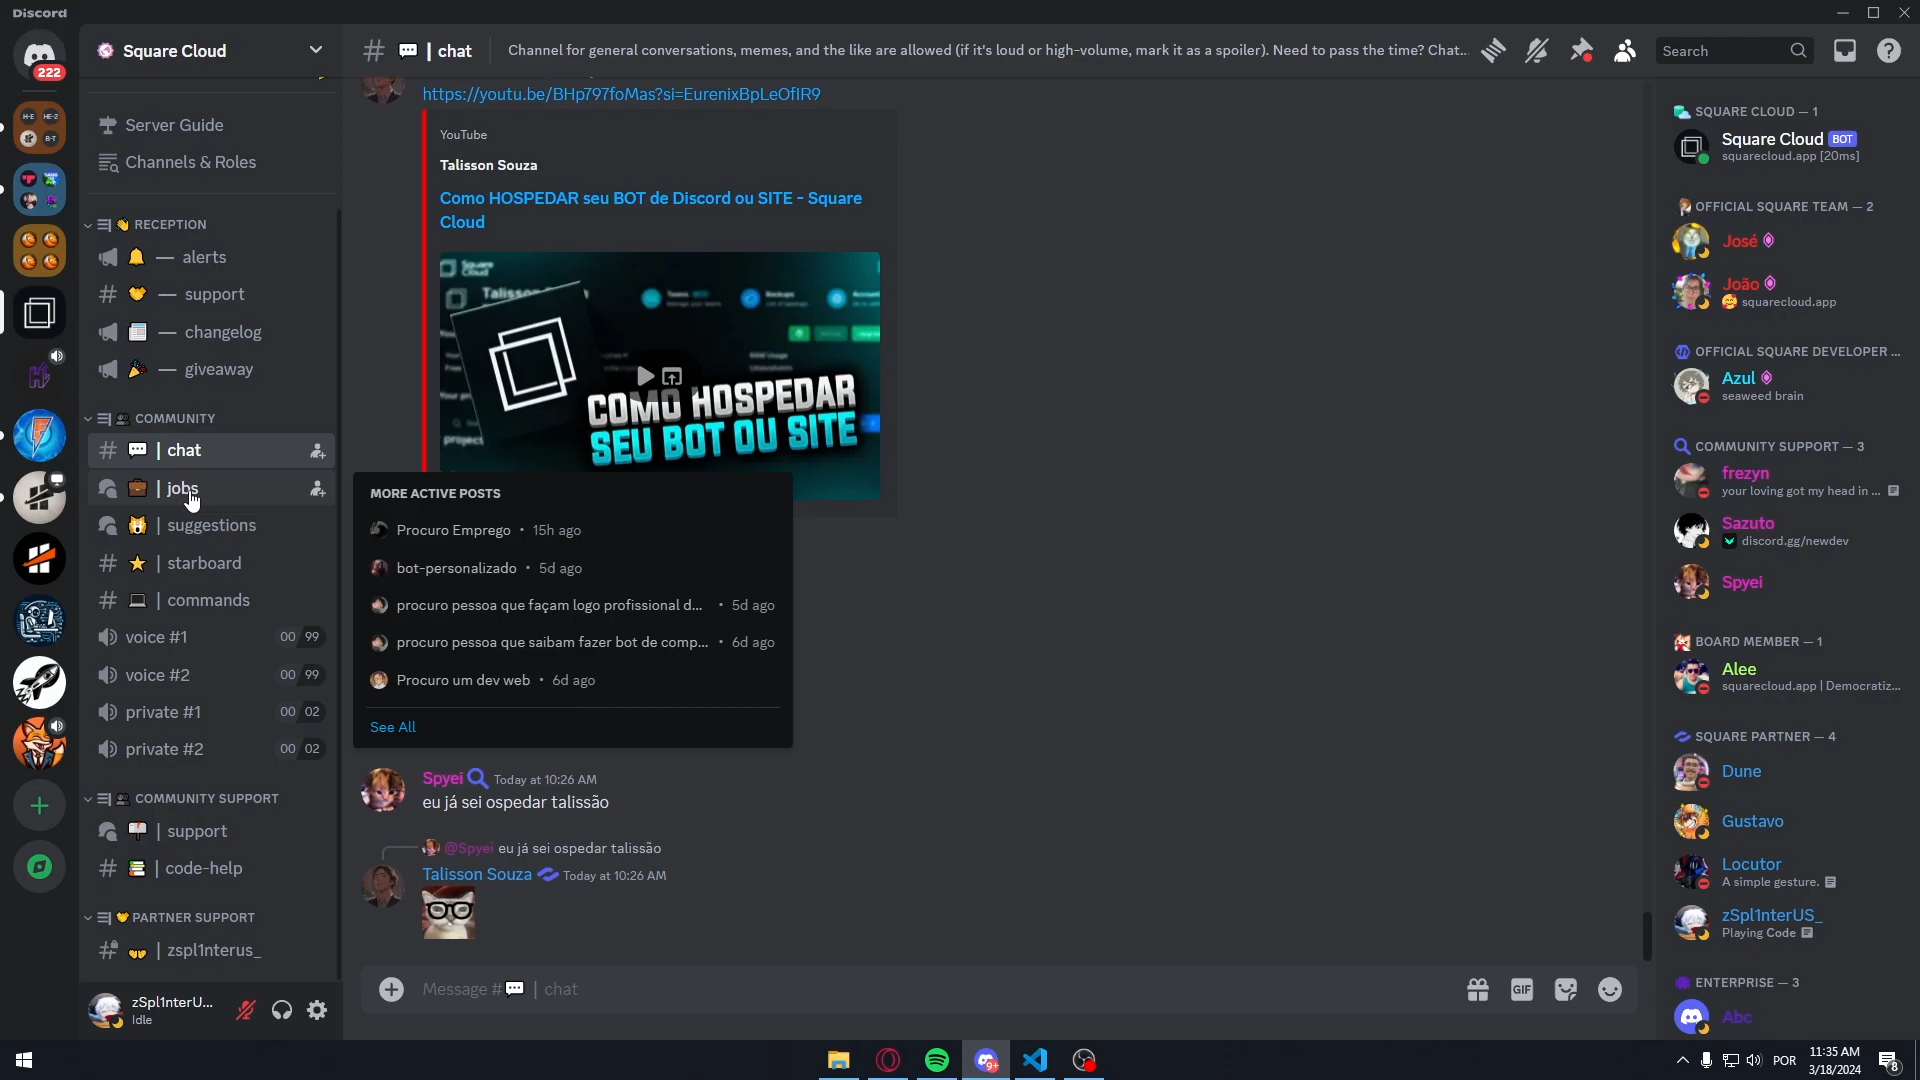 Discord
222
Square Cloud
Server Guide
Channels & Roles
RECEPTION
— alerts
— support
— changelog
— giveaway
COMMUNITY
| chat
| jobs
| suggestions
| starboard
| commands
voice #1 00 99
voice #2 00 99
private #1 00 02
private #2 00 02
COMMUNITY SUPPORT
| support
| code-help
PARTNER SUPPORT
| zspl1nterus_
zSpl1nterU...
Idle
# | chat
Channel for general conversations, memes, and the like are allowed (if it's loud or high-volume, mark it as a spoiler). Need to pass the time? Chat...
Search
https://youtu.be/BHp797foMas?si=EurenixBpLeOfIR9
YouTube
Talisson Souza
Como HOSPEDAR seu BOT de Discord ou SITE - Square
Cloud
Square
Cloud
COMO HOSPEDAR
SEU BOT OU SITE
MORE ACTIVE POSTS
Procuro Emprego • 15h ago
bot-personalizado • 5d ago
procuro pessoa que façam logo profissional d... • 5d ago
procuro pessoa que saibam fazer bot de comp... • 6d ago
Procuro um dev web • 6d ago
See All
Spyei Today at 10:26 AM
eu já sei ospedar talissão
@Spyei eu já sei ospedar talissão
Talisson Souza Today at 10:26 AM
Message # | chat
GIF
SQUARE CLOUD — 1
Square Cloud BOT
squarecloud.app [20ms]
OFFICIAL SQUARE TEAM — 2
José
João
squarecloud.app
OFFICIAL SQUARE DEVELOPER ...
Azul
seaweed brain
COMMUNITY SUPPORT — 3
frezyn
your loving got my head in ...
Sazuto
discord.gg/newdev
Spyei
BOARD MEMBER — 1
Alee
squarecloud.app | Democratiz...
SQUARE PARTNER — 4
Dune
Gustavo
Locutor
A simple gesture.
zSpl1nterUS_
Playing Code
ENTERPRISE — 3
Abc
9+
POR
11:35 AM
3/18/2024
8